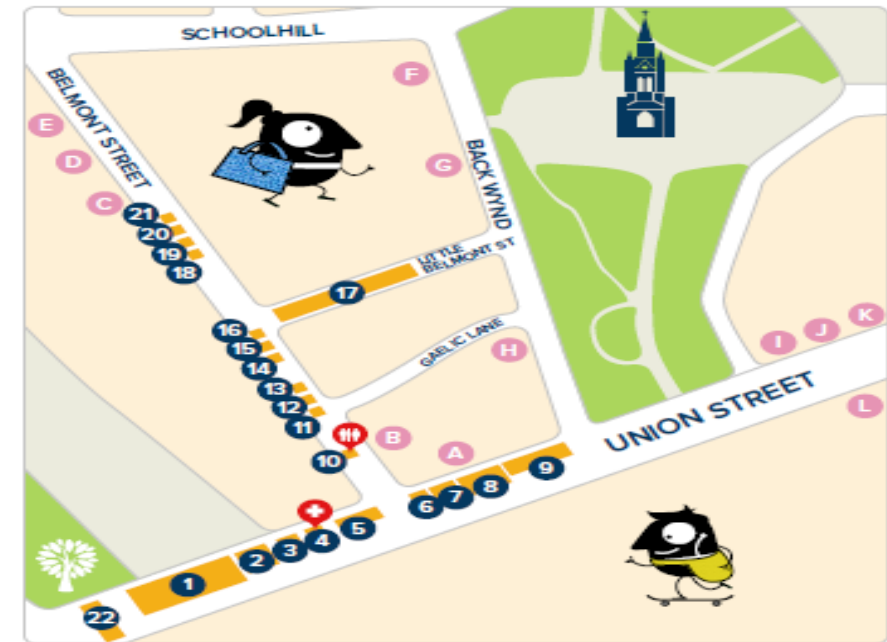 SCHOOLHILL
BELMONT STREET
F
E
D
BACK WYND
G
C
21
20
19
18
LITTLE
BELMONT ST
17
16
15
14
GAELIC LANE
H
I
J
K
13
12
11
B
10
A
UNION STREET
L
9
8
7
6
5
4
3
2
1
22